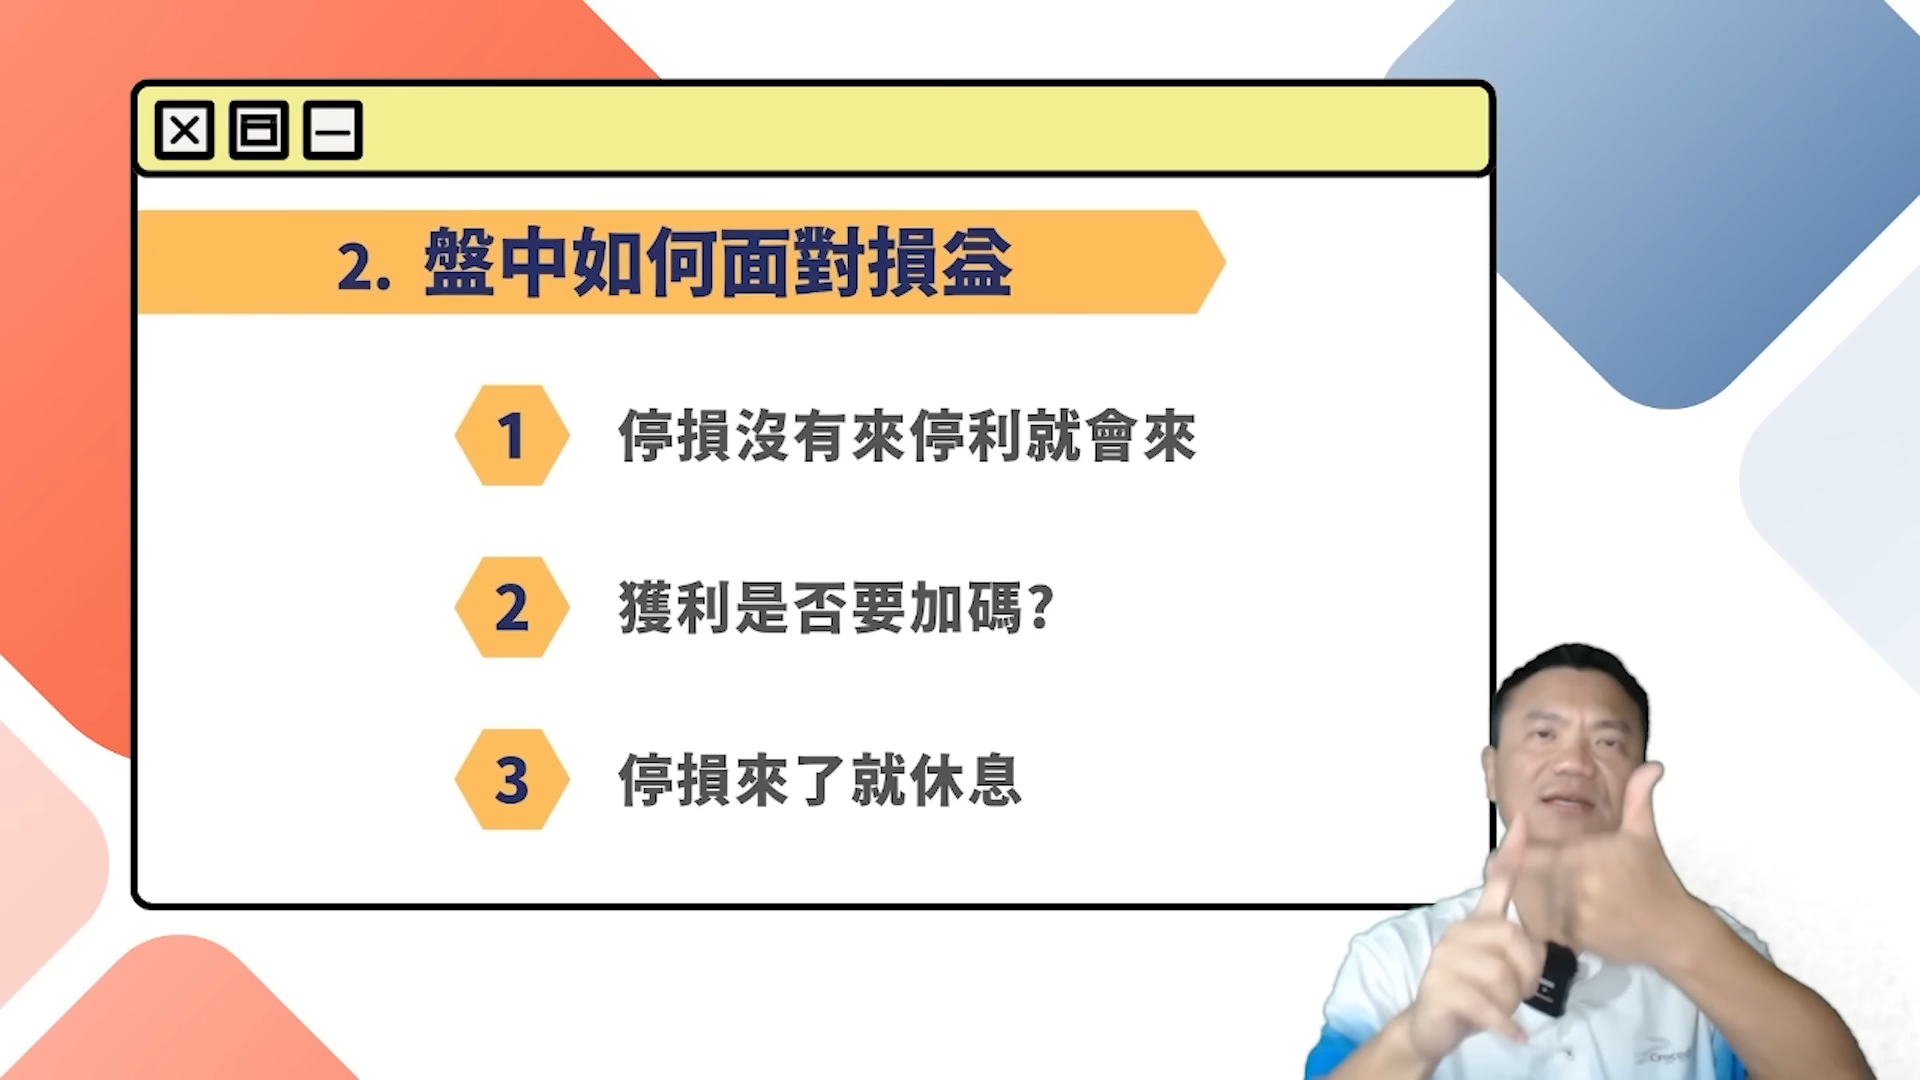 2. 盤中如何面對損益
1 停損沒有來停利就會來
2 獲利是否要加碼?
3 停損來了就休息